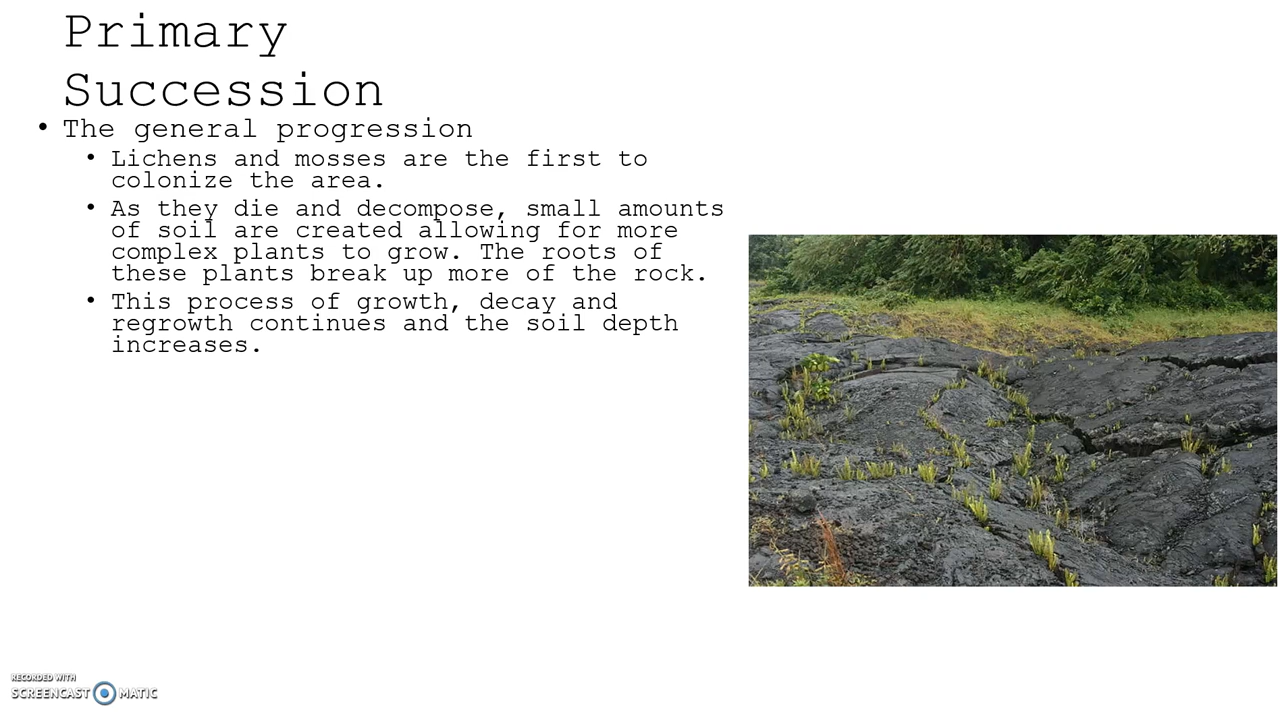 Primary
Succession
• The general progression
• Lichens and mosses are the first to
colonize the area.
• As they die and decompose, small amounts
of soil are created allowing for more
complex plants to grow. The roots of
these plants break up more of the rock.
• This process of growth, decay and
regrowth continues and the soil depth
increases.
RECORDED WITH
SCREENCAST MATIC